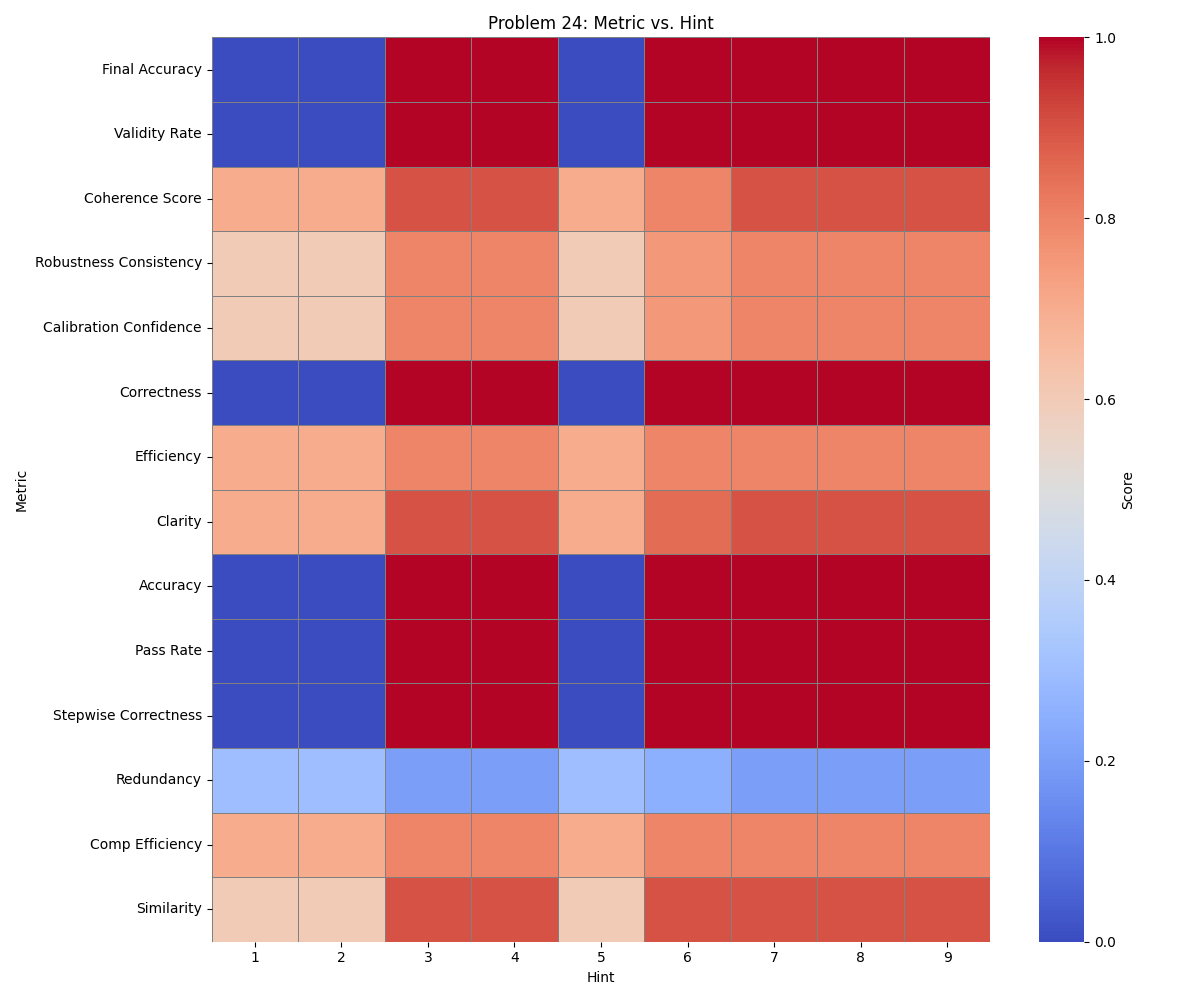 Problem 24: Metric vs. Hint
Final Accuracy
Validity Rate
Coherence Score
Robustness Consistency
Calibration Confidence
Correctness
Efficiency
Clarity
Accuracy
Pass Rate
Stepwise Correctness
Redundancy
Comp Efficiency
Similarity
Metric
1 2 3 4 5 6 7 8 9
Hint
1.0
0.8
0.6
0.4
0.2
0.0
Score